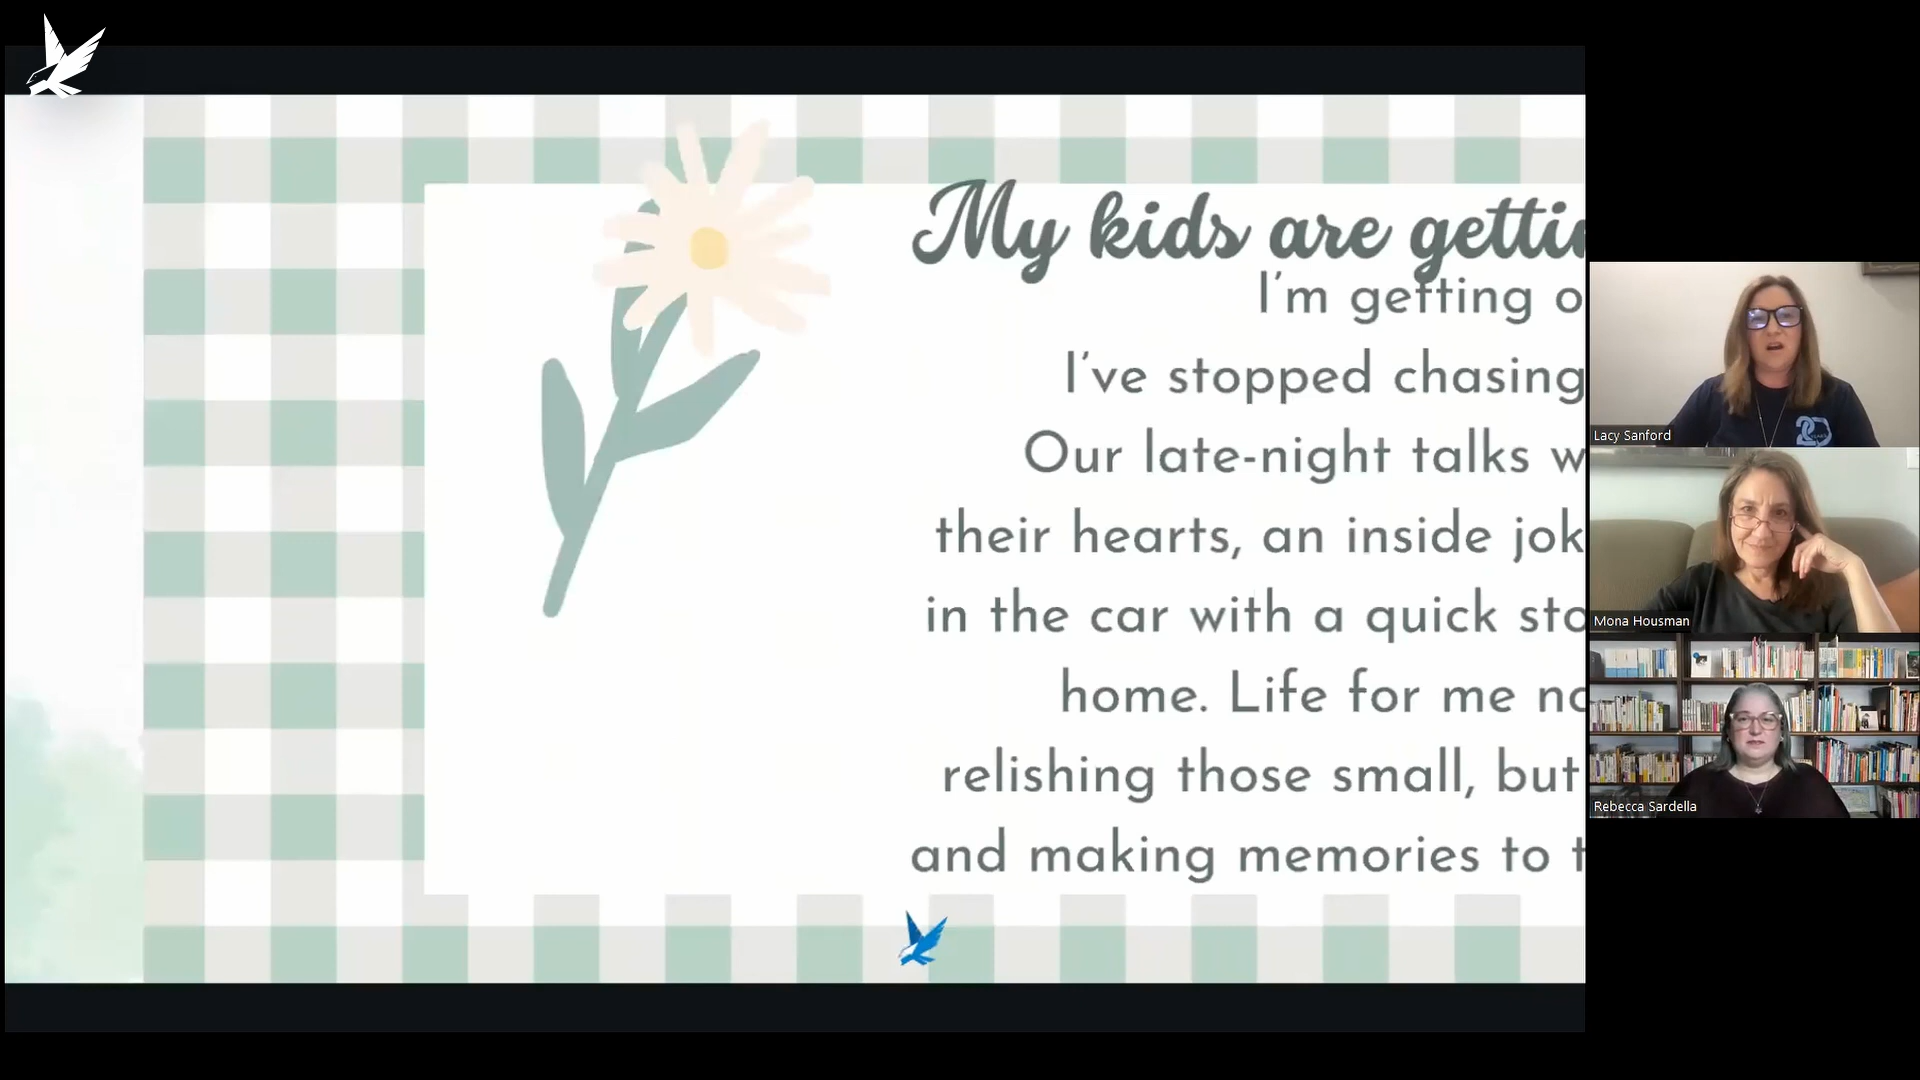 My kids are gettin
I'm getting o
I've stopped chasing
Our late-night talks w
their hearts, an inside jok
in the car with a quick sto
home. Life for me no
relishing those small, but
and making memories to t
Lacy Sanford
Mona Housman
Rebecca Sardella